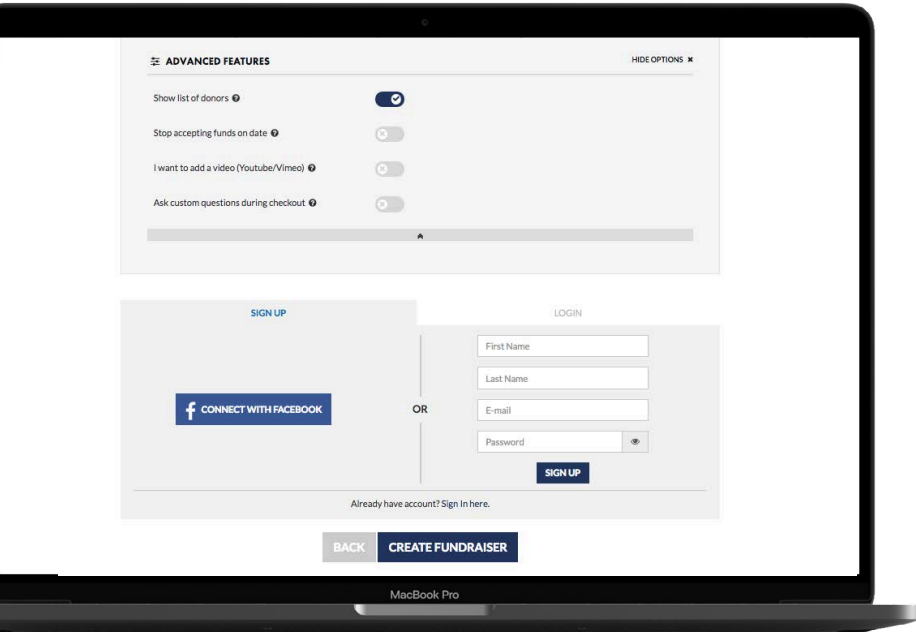 ADVANCED FEATURES
HIDE OPTIONS ✖
Show list of donors
Stop accepting funds on date
I want to add a video (Youtube/Vimeo)
Ask custom questions during checkout
SIGN UP
LOGIN
First Name
Last Name
CONNECT WITH FACEBOOK
OR
E-mail
Password
SIGN UP
Already have account? Sign In here.
BACK
CREATE FUNDRAISER
MacBook Pro